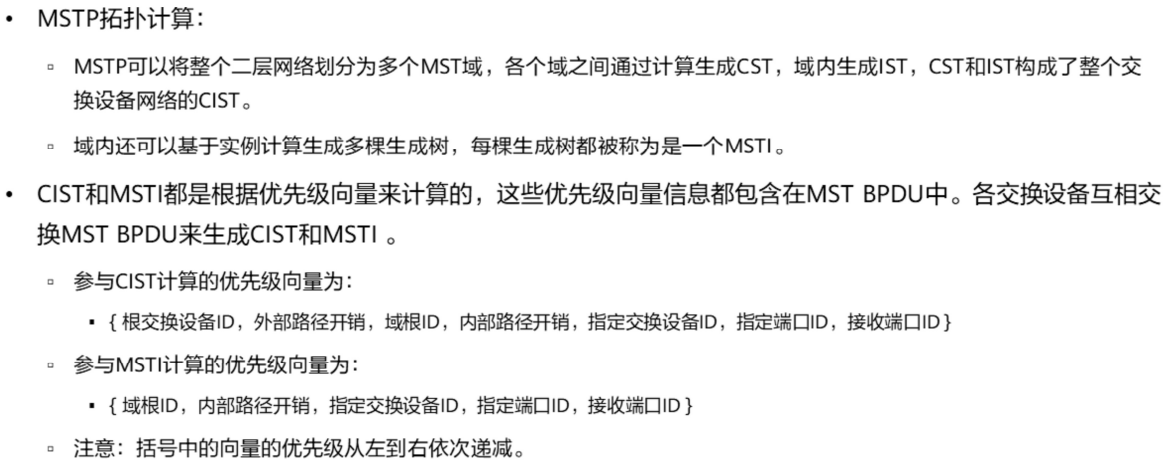 • MSTP拓扑计算：
▫ MSTP可以将整个二层网络划分为多个MST域，各个域之间通过计算生成CST，域内生成IST，CST和IST构成了整个交
换设备网络的CIST。
▫ 域内还可以基于实例计算生成多棵生成树，每棵生成树都被称为是一个MSTI。
• CIST和MSTI都是根据优先级向量来计算的，这些优先级向量信息都包含在MST BPDU中。各交换设备互相交
换MST BPDU来生成CIST和MSTI 。
▫ 参与CIST计算的优先级向量为：
▪ { 根交换设备ID，外部路径开销，域根ID，内部路径开销，指定交换设备ID，指定端口ID，接收端口ID }
▫ 参与MSTI计算的优先级向量为：
▪ { 域根ID，内部路径开销，指定交换设备ID，指定端口ID，接收端口ID }
▫ 注意：括号中的向量的优先级从左到右依次递减。